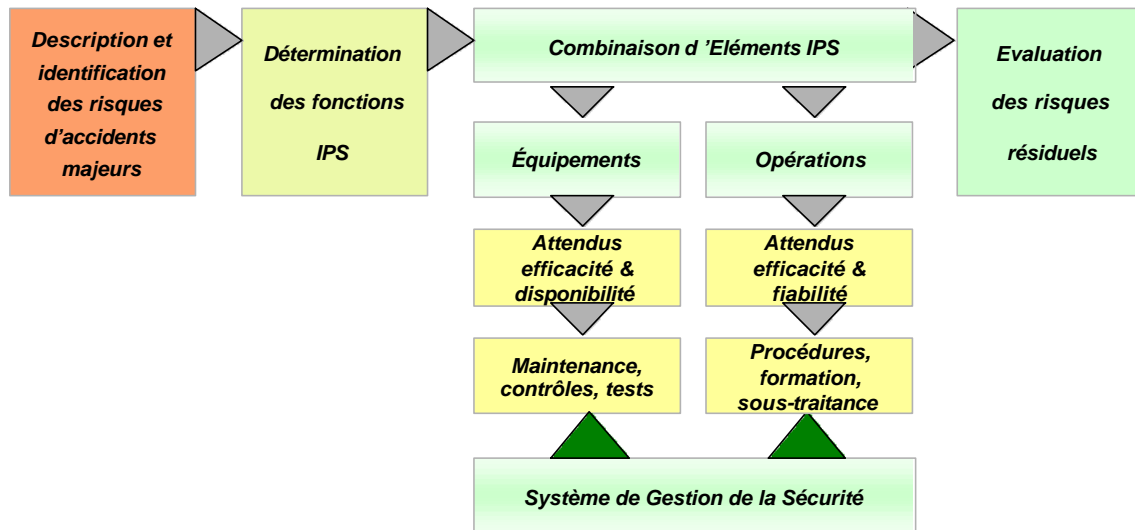 Description et
identification
des risques
d’accidents
majeurs
Détermination
des fonctions
IPS
Combinaison d ’Eléments IPS
Evaluation
des risques
résiduels
Équipements
Opérations
Attendus
efficacité &
disponibilité
Attendus
efficacité &
fiabilité
Maintenance,
contrôles, tests
Procédures,
formation,
sous-traitance
Système de Gestion de la Sécurité